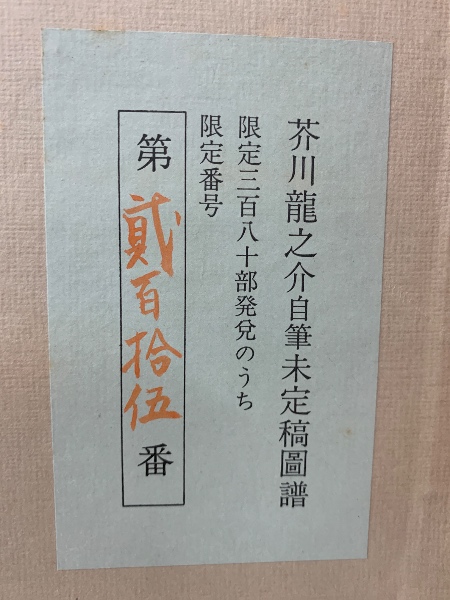 芥川龍之介自筆未定稿圖譜
限定三百八十部発兌のうち
限定番号
第貳百拾伍番